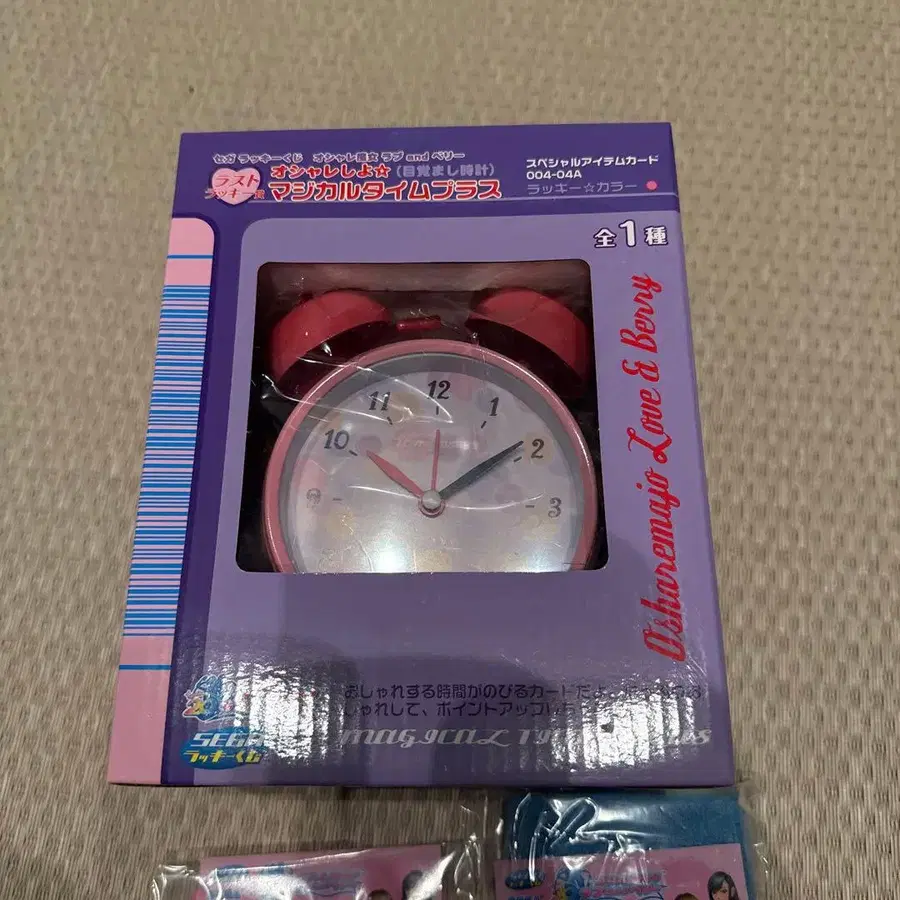 セガ ラッキーくじ オシャレ魔女 ラブ and ベリー
ラスト
ラッキー賞
オシャレしよ☆(目覚まし時計)
マジカルタイムプラス
スペシャルアイテムカード
004-04A
ラッキー☆カラー
全1種
Osharemajo Love & Berry
10
11
12
1
2
3
おしゃれする時間がのびるカードだよ
しゃれして、ポイントアップ
MAGICAL
SEGA
ラッキーくじ